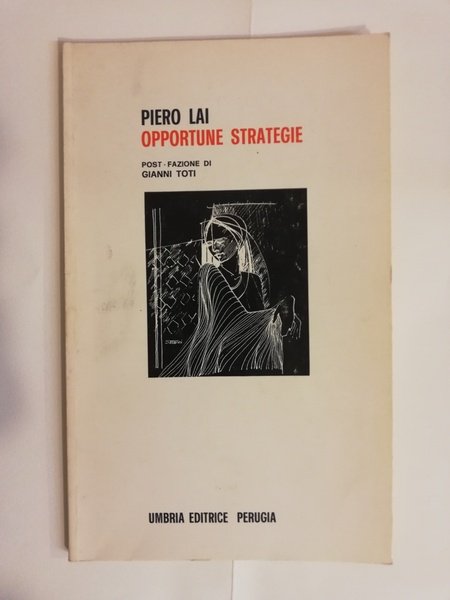 PIERO LAI
OPPORTUNE STRATEGIE
POST-FAZIONE DI
GIANNI TOTI
UMBRIA EDITRICE PERUGIA